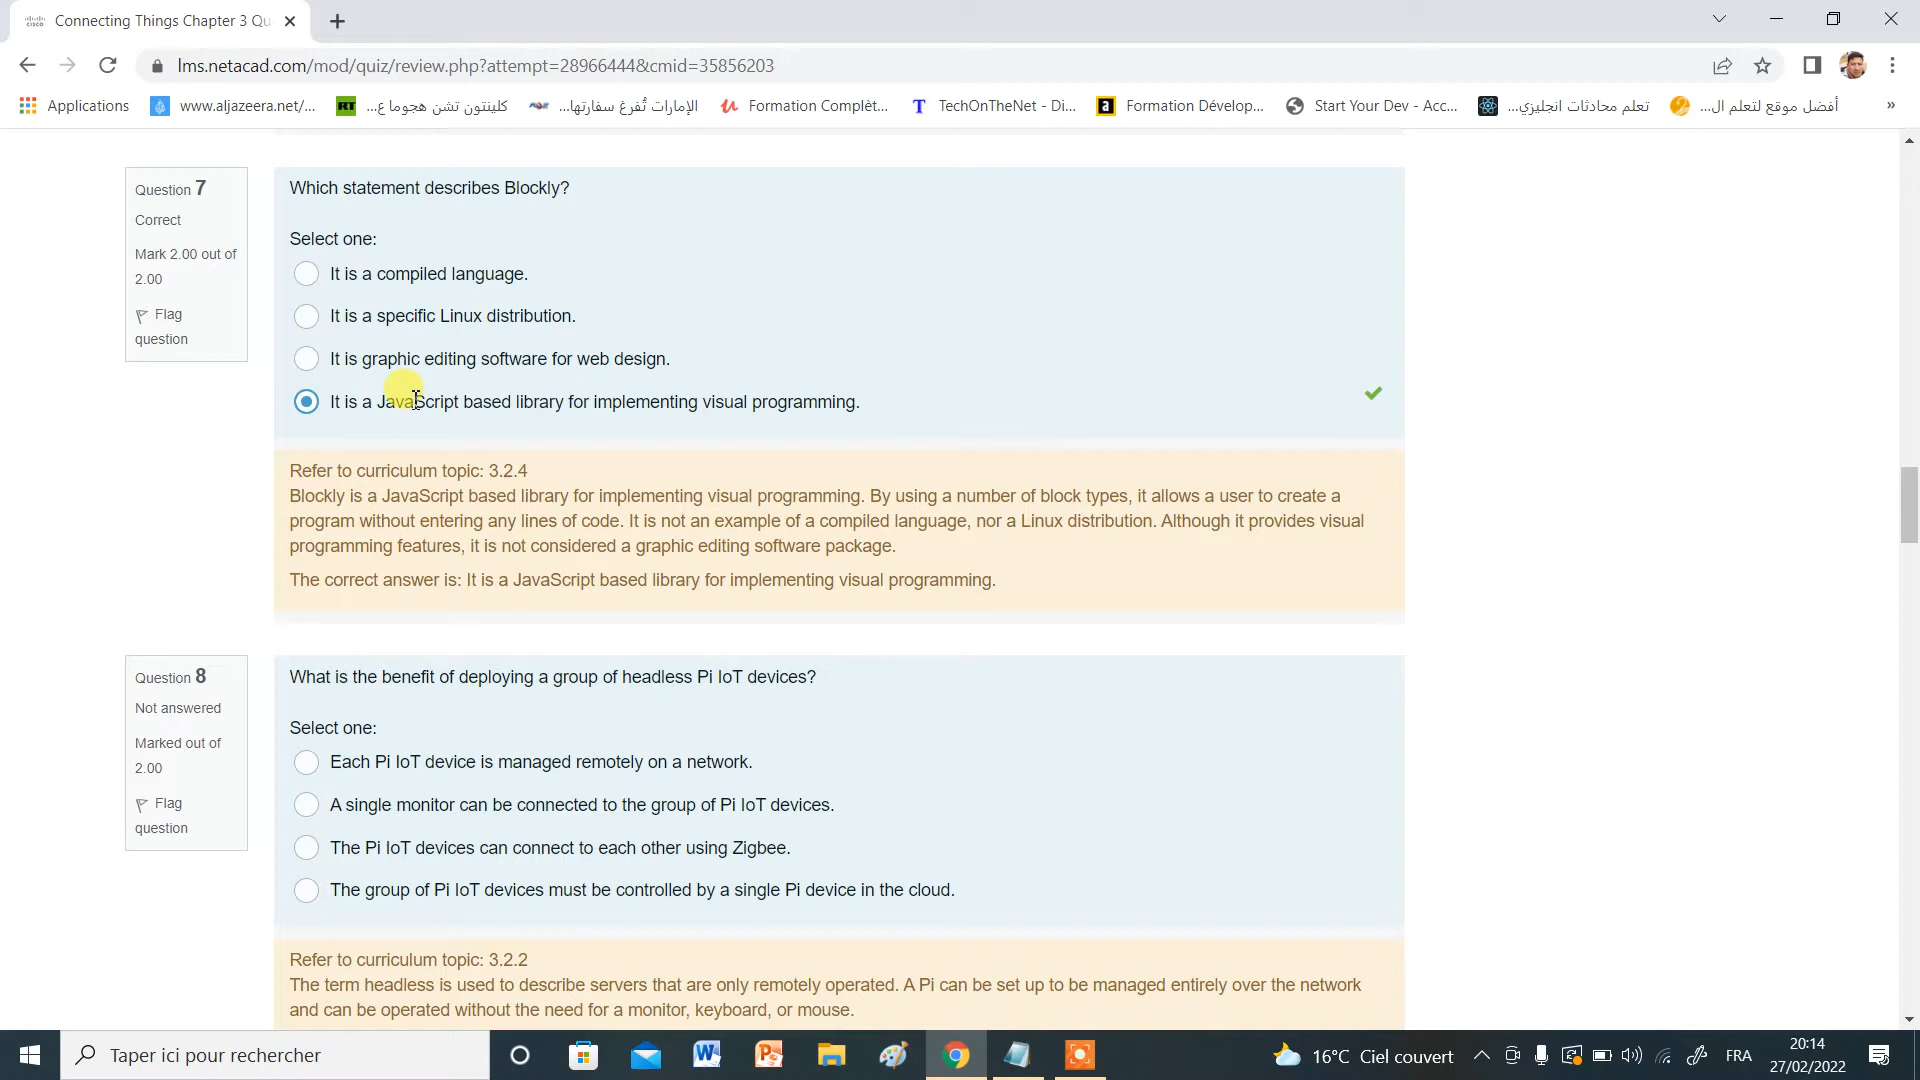 Connecting Things Chapter 3 Qu
lms.netacad.com/mod/quiz/review.php?attempt=28966444&cmid=35856203
Applications
www.aljazeera.net/...
RT
كلينتون تشن هجوما ع...
الإمارات تُفرغ سفارتها...
Formation Complèt...
TechOnTheNet - Di...
Formation Dévelop...
Start Your Dev - Acc...
تعلم محادثات انجليزي...
أفضل موقع لتعلم ال...
»
Question 7
Correct
Mark 2.00 out of
2.00
Flag
question
Which statement describes Blockly?
Select one:
It is a compiled language.
It is a specific Linux distribution.
It is graphic editing software for web design.
It is a JavaScript based library for implementing visual programming.
Refer to curriculum topic: 3.2.4
Blockly is a JavaScript based library for implementing visual programming. By using a number of block types, it allows a user to create a
program without entering any lines of code. It is not an example of a compiled language, nor a Linux distribution. Although it provides visual
programming features, it is not considered a graphic editing software package.
The correct answer is: It is a JavaScript based library for implementing visual programming.
Question 8
Not answered
Marked out of
2.00
Flag
question
What is the benefit of deploying a group of headless Pi IoT devices?
Select one:
Each Pi IoT device is managed remotely on a network.
A single monitor can be connected to the group of Pi IoT devices.
The Pi IoT devices can connect to each other using Zigbee.
The group of Pi IoT devices must be controlled by a single Pi device in the cloud.
Refer to curriculum topic: 3.2.2
The term headless is used to describe servers that are only remotely operated. A Pi can be set up to be managed entirely over the network
and can be operated without the need for a monitor, keyboard, or mouse.
Taper ici pour rechercher
16°C Ciel couvert
FRA
20:14
27/02/2022